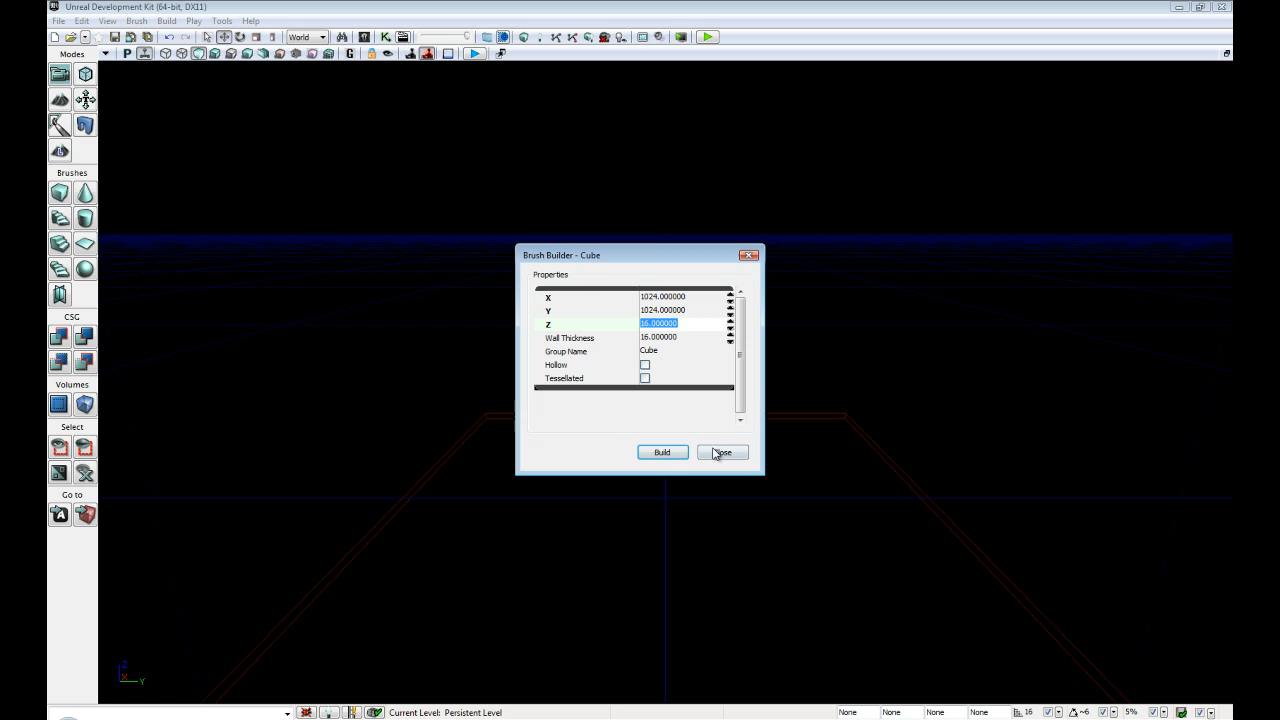 Unreal Development Kit (64-bit, DX11)
File Edit View Brush Build Play Tools Help
World
P G
Modes
Brushes
CSG
Volumes
Select
Go to
Brush Builder - Cube
Properties
X 1024.000000
Y 1024.000000
Z 16.000000
Wall Thickness 16.000000
Group Name Cube
Hollow
Tessellated
Build
Z
X Y
Current Level: Persistent Level
None None None None 16 ~6 5%